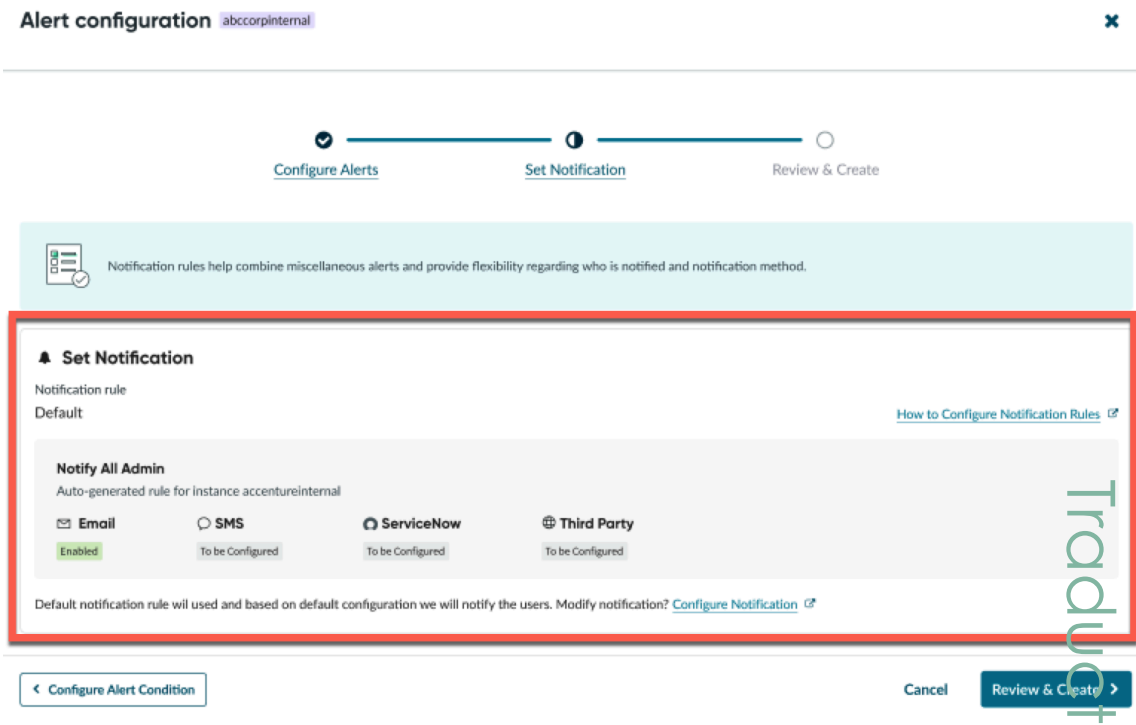 Alert configuration abccorpinternal
Configure Alerts
Set Notification
Review & Create
Notification rules help combine miscellaneous alerts and provide flexibility regarding who is notified and notification method.
Set Notification
Notification rule
Default
How to Configure Notification Rules
Notify All Admin
Auto-generated rule for instance accentureinternal
Email
SMS
ServiceNow
Third Party
Enabled
To be Configured
To be Configured
To be Configured
Default notification rule wil used and based on default configuration we will notify the users. Modify notification? Configure Notification
Configure Alert Condition
Cancel
Review & Create
Traduct